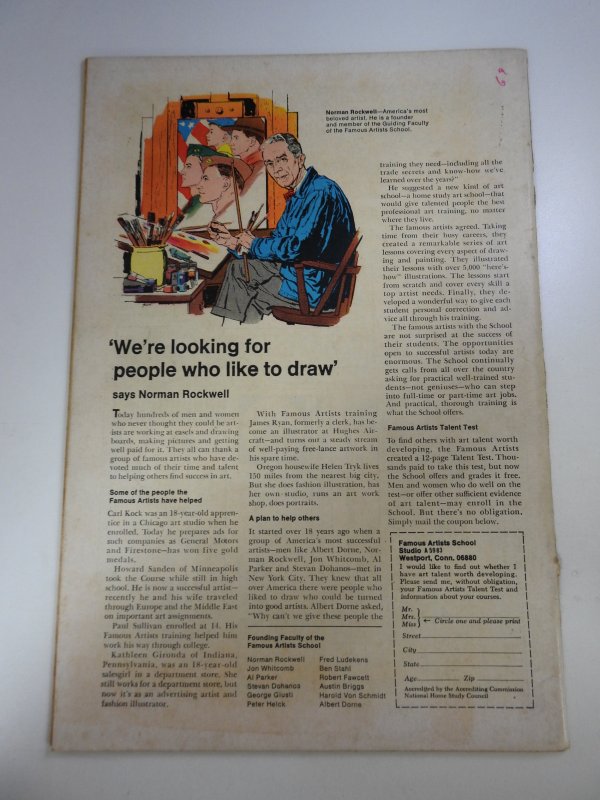 Norman Rockwell—America's most
beloved artist. He is a founder
and member of the Guiding Faculty
of the Famous Artists School.
'We're looking for
people who like to draw'
says Norman Rockwell
Today hundreds of men and women
who never thought they could be art-
ists are working at easels and drawing
boards, making pictures and getting
well paid for it. They all can thank a
group of famous artists who have de-
voted much of their time and talent
to helping others find success in art.
Some of the people the
Famous Artists have helped
Carl Kock was an 18-year-old appren-
tice in a Chicago art studio when he
enrolled. Today he prepares ads for
such companies as General Motors
and Firestone—has won five gold
medals.
Howard Sanden of Minneapolis
took the Course while still in high
school. He is now a successful artist—
recently he and his wife traveled
through Europe and the Middle East
on important art assignments.
Paul Sullivan enrolled at 14. His
Famous Artists training helped him
work his way through college.
Kathleen Gironda of Indiana,
Pennsylvania, was an 18-year-old
salesgirl in a department store. She
still works for a department store, but
now it's as an advertising artist and
fashion illustrator.
With Famous Artists training
James Ryan, formerly a clerk, has be-
come an illustrator at Hughes Air-
craft—and turns out a steady stream
of well-paying free-lance artwork in
his spare time.
Oregon housewife Helen Tryk lives
150 miles from the nearest big city.
But she does fashion illustration, has
her own studio, runs an art work
shop, does portraits.
A plan to help others
It started over 18 years ago when a
group of America's most successful
artists—men like Albert Dorne, Nor-
man Rockwell, Jon Whitcomb, Al
Parker and Stevan Dohanos—met in
New York City. They knew that all
over America there were people who
liked to draw who could be turned
into good artists. Albert Dorne asked,
"Why can't we give these people the
Founding Faculty of the
Famous Artists School
Norman Rockwell
Jon Whitcomb
Al Parker
Stevan Dohanos
George Giusti
Peter Helck
Fred Ludekens
Ben Stahl
Robert Fawcett
Austin Briggs
Harold Von Schmidt
Albert Dorne
training they need—including all the
trade secrets and know-how we've
learned over the years?"
He suggested a new kind of art
school—a home study art school—that
would give talented people the best
professional art training, no matter
where they live.
The famous artists agreed. Taking
time from their busy careers, they
created a remarkable series of art
lessons covering every aspect of draw-
ing and painting. They illustrated
their lessons with over 5,000 "here's-
how" illustrations. The lessons start
from scratch and cover every skill a
top artist needs. Finally, they de-
veloped a wonderful way to give each
student personal correction and ad-
vice all through his training.
The famous artists with the School
are not surprised at the success of
their students. The opportunities
open to successful artists today are
enormous. The School continually
gets calls from all over the country
asking for practical well-trained stu-
dents—not geniuses—who can step
into full-time or part-time art jobs.
And practical, thorough training is
what the School offers.
Famous Artists Talent Test
To find others with art talent worth
developing, the Famous Artists
created a 12-page Talent Test. Thou-
sands paid to take this test, but now
the School offers and grades it free.
Men and women who do well on the
test—or offer other sufficient evidence
of art talent—may enroll in the
School. But there's no obligation.
Simply mail the coupon below.
Famous Artists School
Studio
Westport, Conn. 06880
I would like to find out whether I
have art talent worth developing.
Please send me, without obligation,
your Famous Artists Talent Test and
information about your courses.
Mr.
Mrs. Circle one and please print
Miss
Street
City
State
Age Zip
Accredited by the Accrediting Commission
National Home Study Council